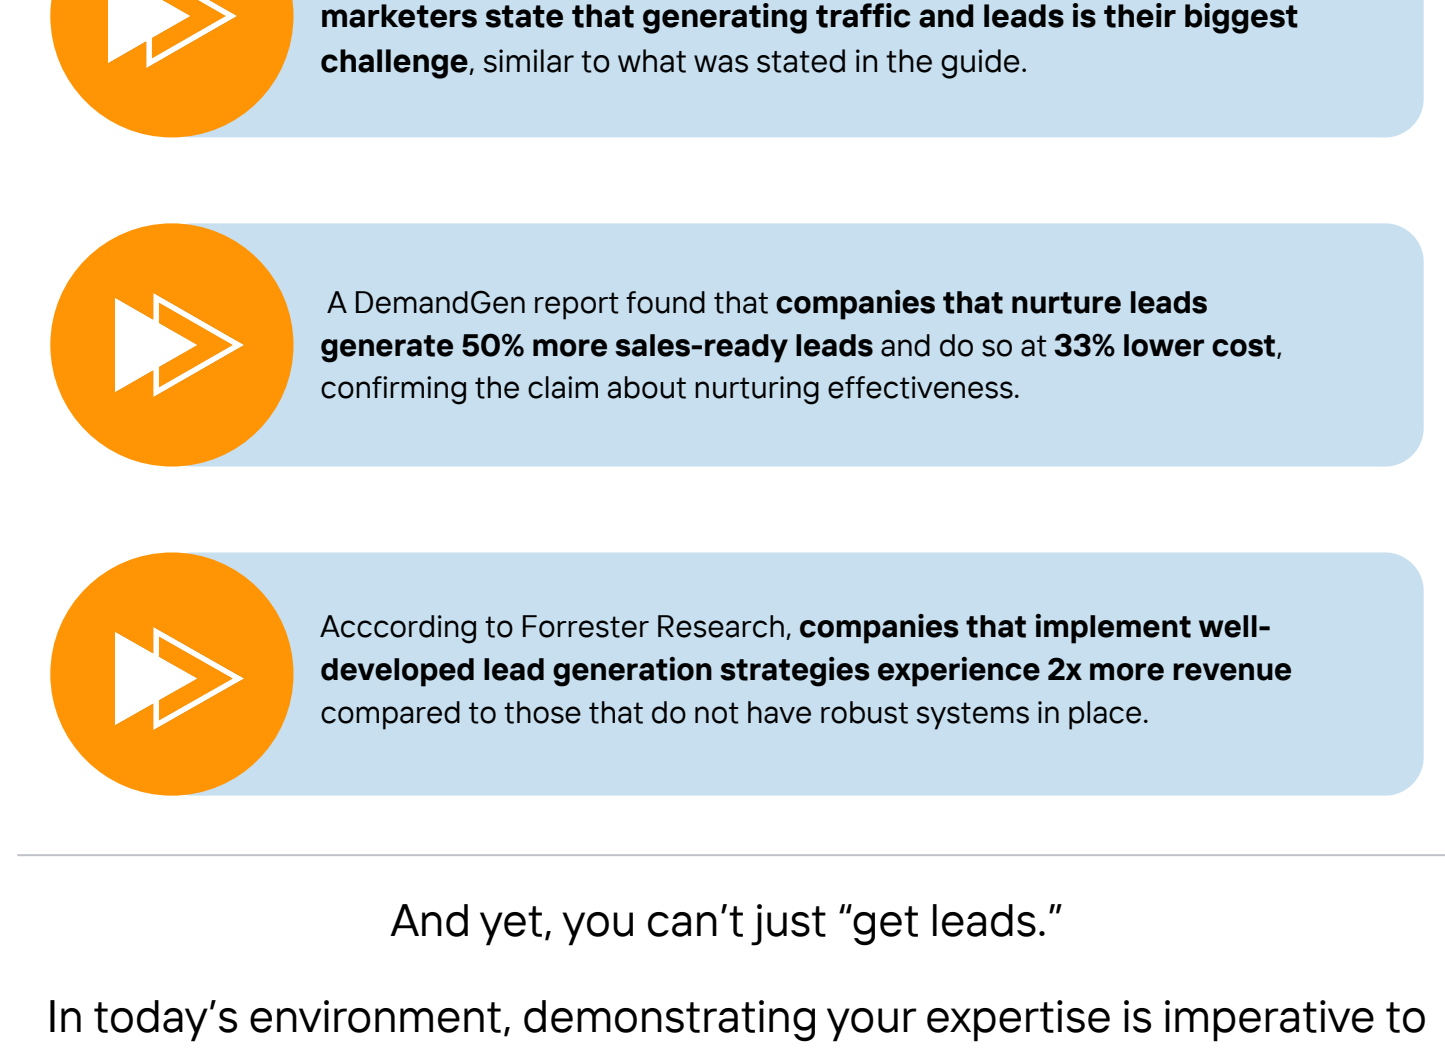 marketers state that generating traffic and leads is their biggest
challenge, similar to what was stated in the guide.
A DemandGen report found that companies that nurture leads
generate 50% more sales-ready leads and do so at 33% lower cost,
confirming the claim about nurturing effectiveness.
Acccording to Forrester Research, companies that implement well-
developed lead generation strategies experience 2x more revenue
compared to those that do not have robust systems in place.
And yet, you can’t just “get leads.”
In today’s environment, demonstrating your expertise is imperative to